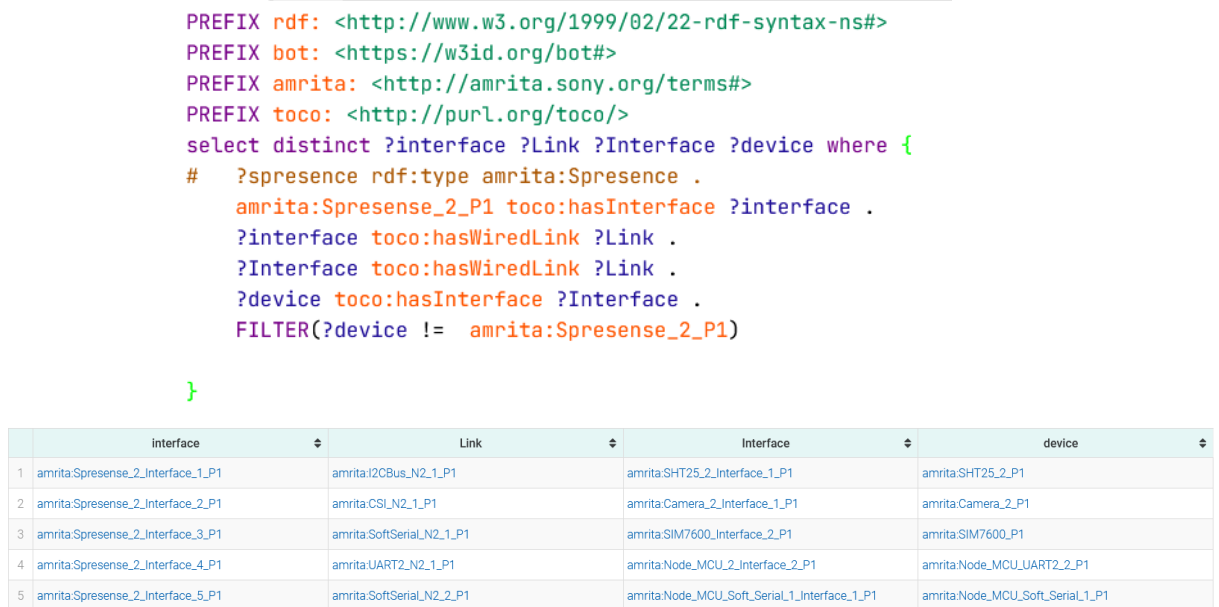 PREFIX rdf: <http://www.w3.org/1999/02/22-rdf-syntax-ns#>
PREFIX bot: <https://w3id.org/bot#>
PREFIX amrita: <http://amrita.sony.org/terms#>
PREFIX toco: <http://purl.org/toco/>
select distinct ?interface ?Link ?Interface ?device where {
#   ?spresence rdf:type amrita:Spresence .
    amrita:Spresense_2_P1 toco:hasInterface ?interface .
    ?interface toco:hasWiredLink ?Link .
    ?Interface toco:hasWiredLink ?Link .
    ?device toco:hasInterface ?Interface .
    FILTER(?device !=  amrita:Spresense_2_P1)
}
interface Link Interface device
1 amrita:Spresense_2_Interface_1_P1 amrita:I2CBus_N2_1_P1 amrita:SHT25_2_Interface_1_P1 amrita:SHT25_2_P1
2 amrita:Spresense_2_Interface_2_P1 amrita:CSI_N2_1_P1 amrita:Camera_2_Interface_1_P1 amrita:Camera_2_P1
3 amrita:Spresense_2_Interface_3_P1 amrita:SoftSerial_N2_1_P1 amrita:SIM7600_Interface_2_P1 amrita:SIM7600_P1
4 amrita:Spresense_2_Interface_4_P1 amrita:UART2_N2_1_P1 amrita:Node_MCU_2_Interface_2_P1 amrita:Node_MCU_UART2_2_P1
5 amrita:Spresense_2_Interface_5_P1 amrita:SoftSerial_N2_2_P1 amrita:Node_MCU_Soft_Serial_1_Interface_1_P1 amrita:Node_MCU_Soft_Serial_1_P1